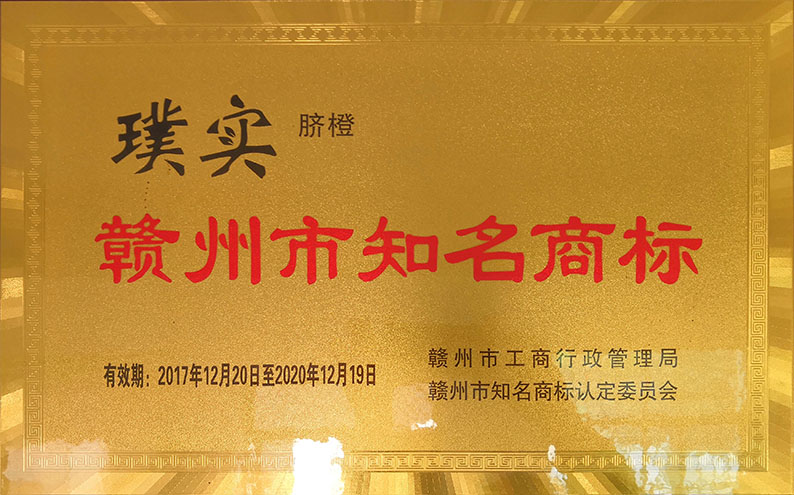 璞实 脐橙
赣州市知名商标
有效期：2017年12月20日至2020年12月19日
赣州市工商行政管理局
赣州市知名商标认定委员会